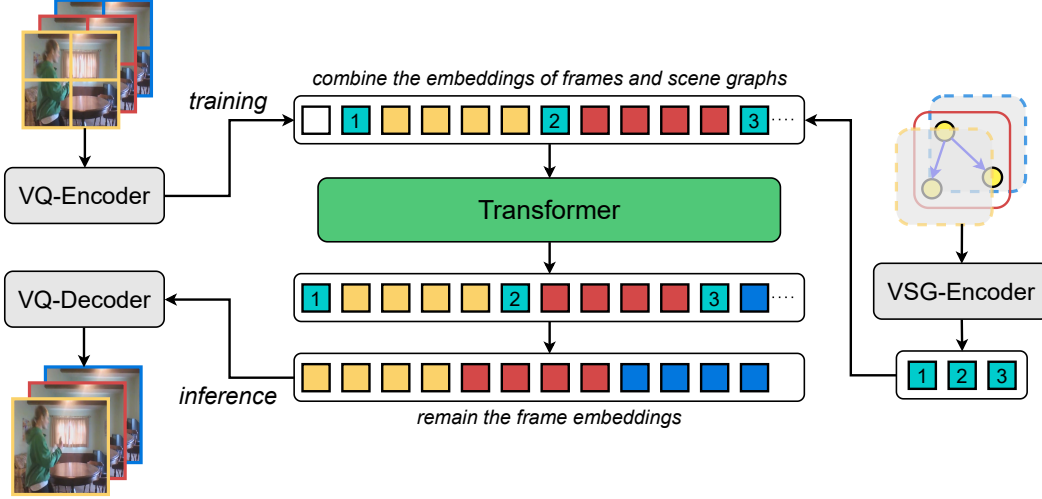 combine the embeddings of frames and scene graphs
training
1 2 3 ....
VQ-Encoder
Transformer
VQ-Decoder
1 2 3 ....
VSG-Encoder
inference
1 2 3
remain the frame embeddings